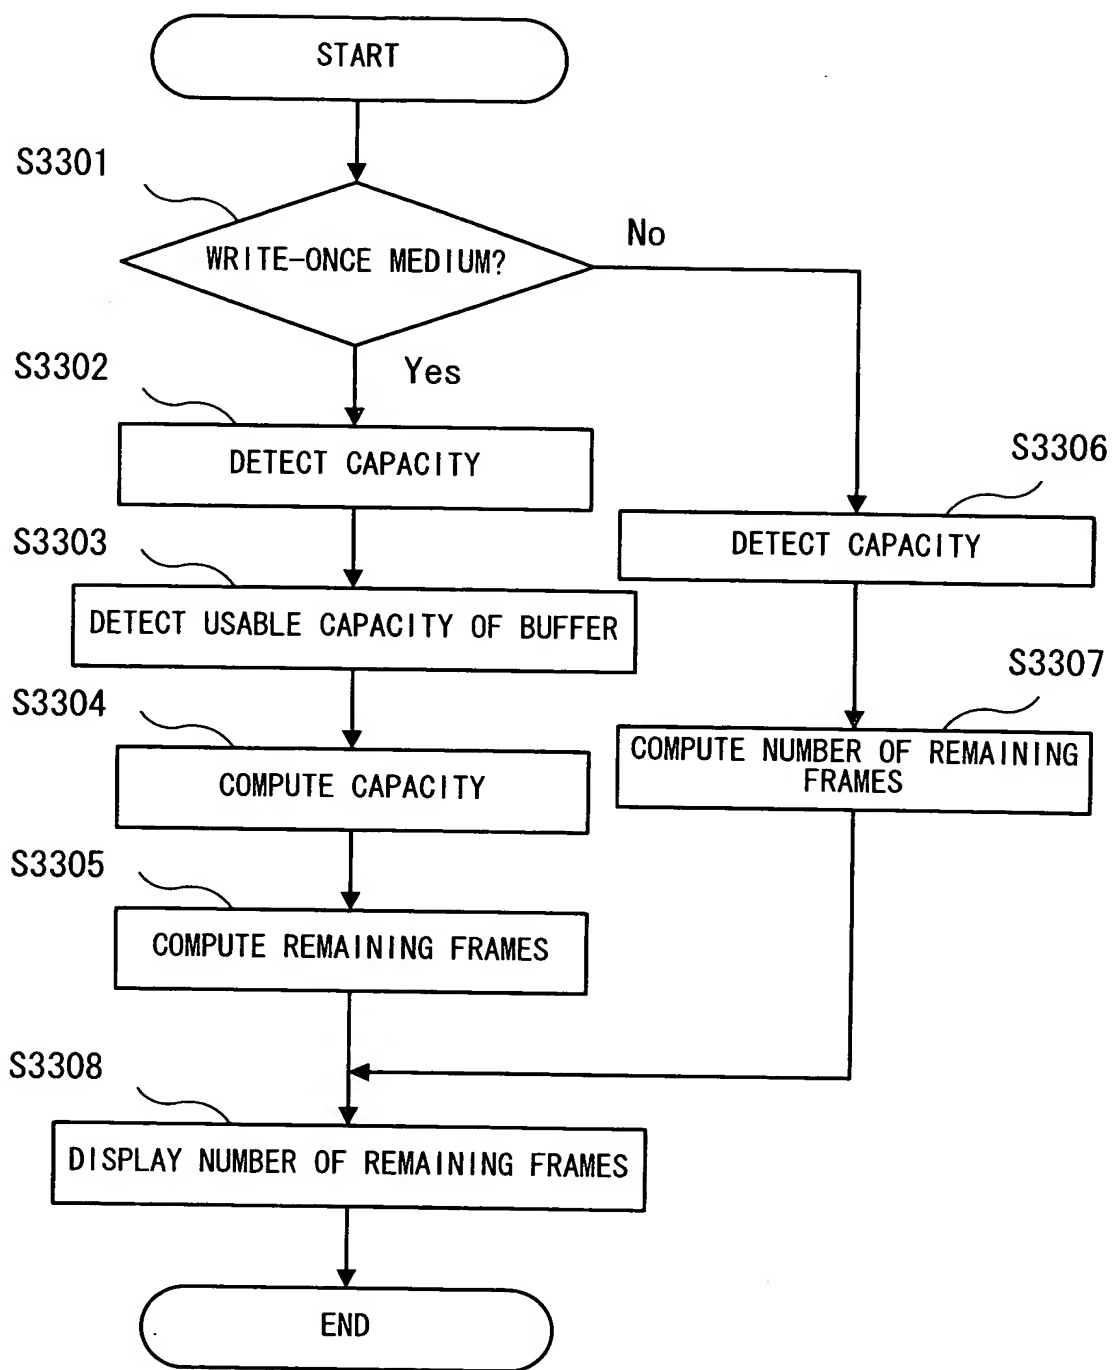 START
S3301
WRITE-ONCE MEDIUM?
No
Yes
S3302
DETECT CAPACITY
S3306
DETECT CAPACITY
S3303
DETECT USABLE CAPACITY OF BUFFER
S3307
COMPUTE NUMBER OF REMAINING
FRAMES
S3304
COMPUTE CAPACITY
S3305
COMPUTE REMAINING FRAMES
S3308
DISPLAY NUMBER OF REMAINING FRAMES
END